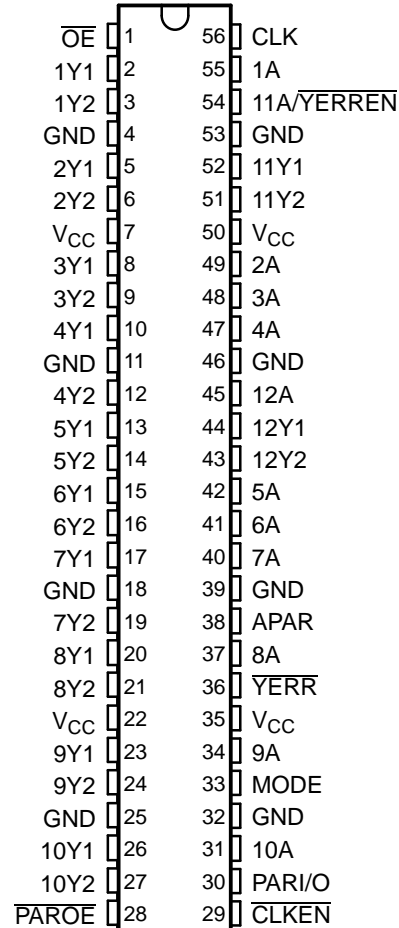 O̅E̅ 1 56 CLK
1Y1 2 55 1A
1Y2 3 54 11A/Y̅E̅R̅R̅E̅N̅
GND 4 53 GND
2Y1 5 52 11Y1
2Y2 6 51 11Y2
VCC 7 50 VCC
3Y1 8 49 2A
3Y2 9 48 3A
4Y1 10 47 4A
GND 11 46 GND
4Y2 12 45 12A
5Y1 13 44 12Y1
5Y2 14 43 12Y2
6Y1 15 42 5A
6Y2 16 41 6A
7Y1 17 40 7A
GND 18 39 GND
7Y2 19 38 APAR
8Y1 20 37 8A
8Y2 21 36 Y̅E̅R̅R̅
VCC 22 35 VCC
9Y1 23 34 9A
9Y2 24 33 MODE
GND 25 32 GND
10Y1 26 31 10A
10Y2 27 30 PARI/O
P̅A̅R̅O̅E̅ 28 29 C̅L̅K̅E̅N̅